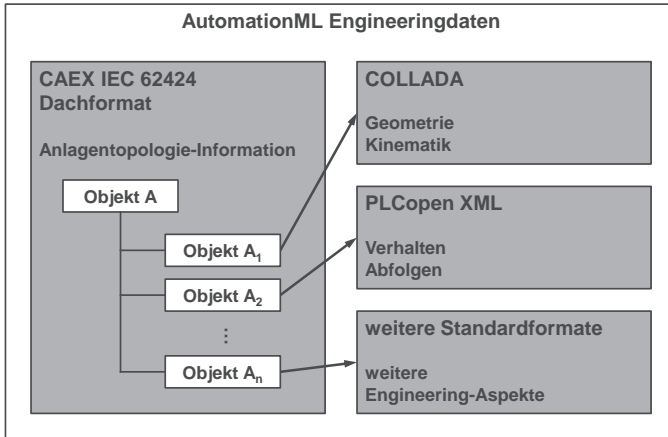 AutomationML Engineeringdaten
CAEX IEC 62424
Dachformat
Anlagentopologie-Information
Objekt A
Objekt A1
Objekt A2
⋮
Objekt An
COLLADA
Geometrie
Kinematik
PLCopen XML
Verhalten
Abfolgen
weitere Standardformate
weitere
Engineering-Aspekte